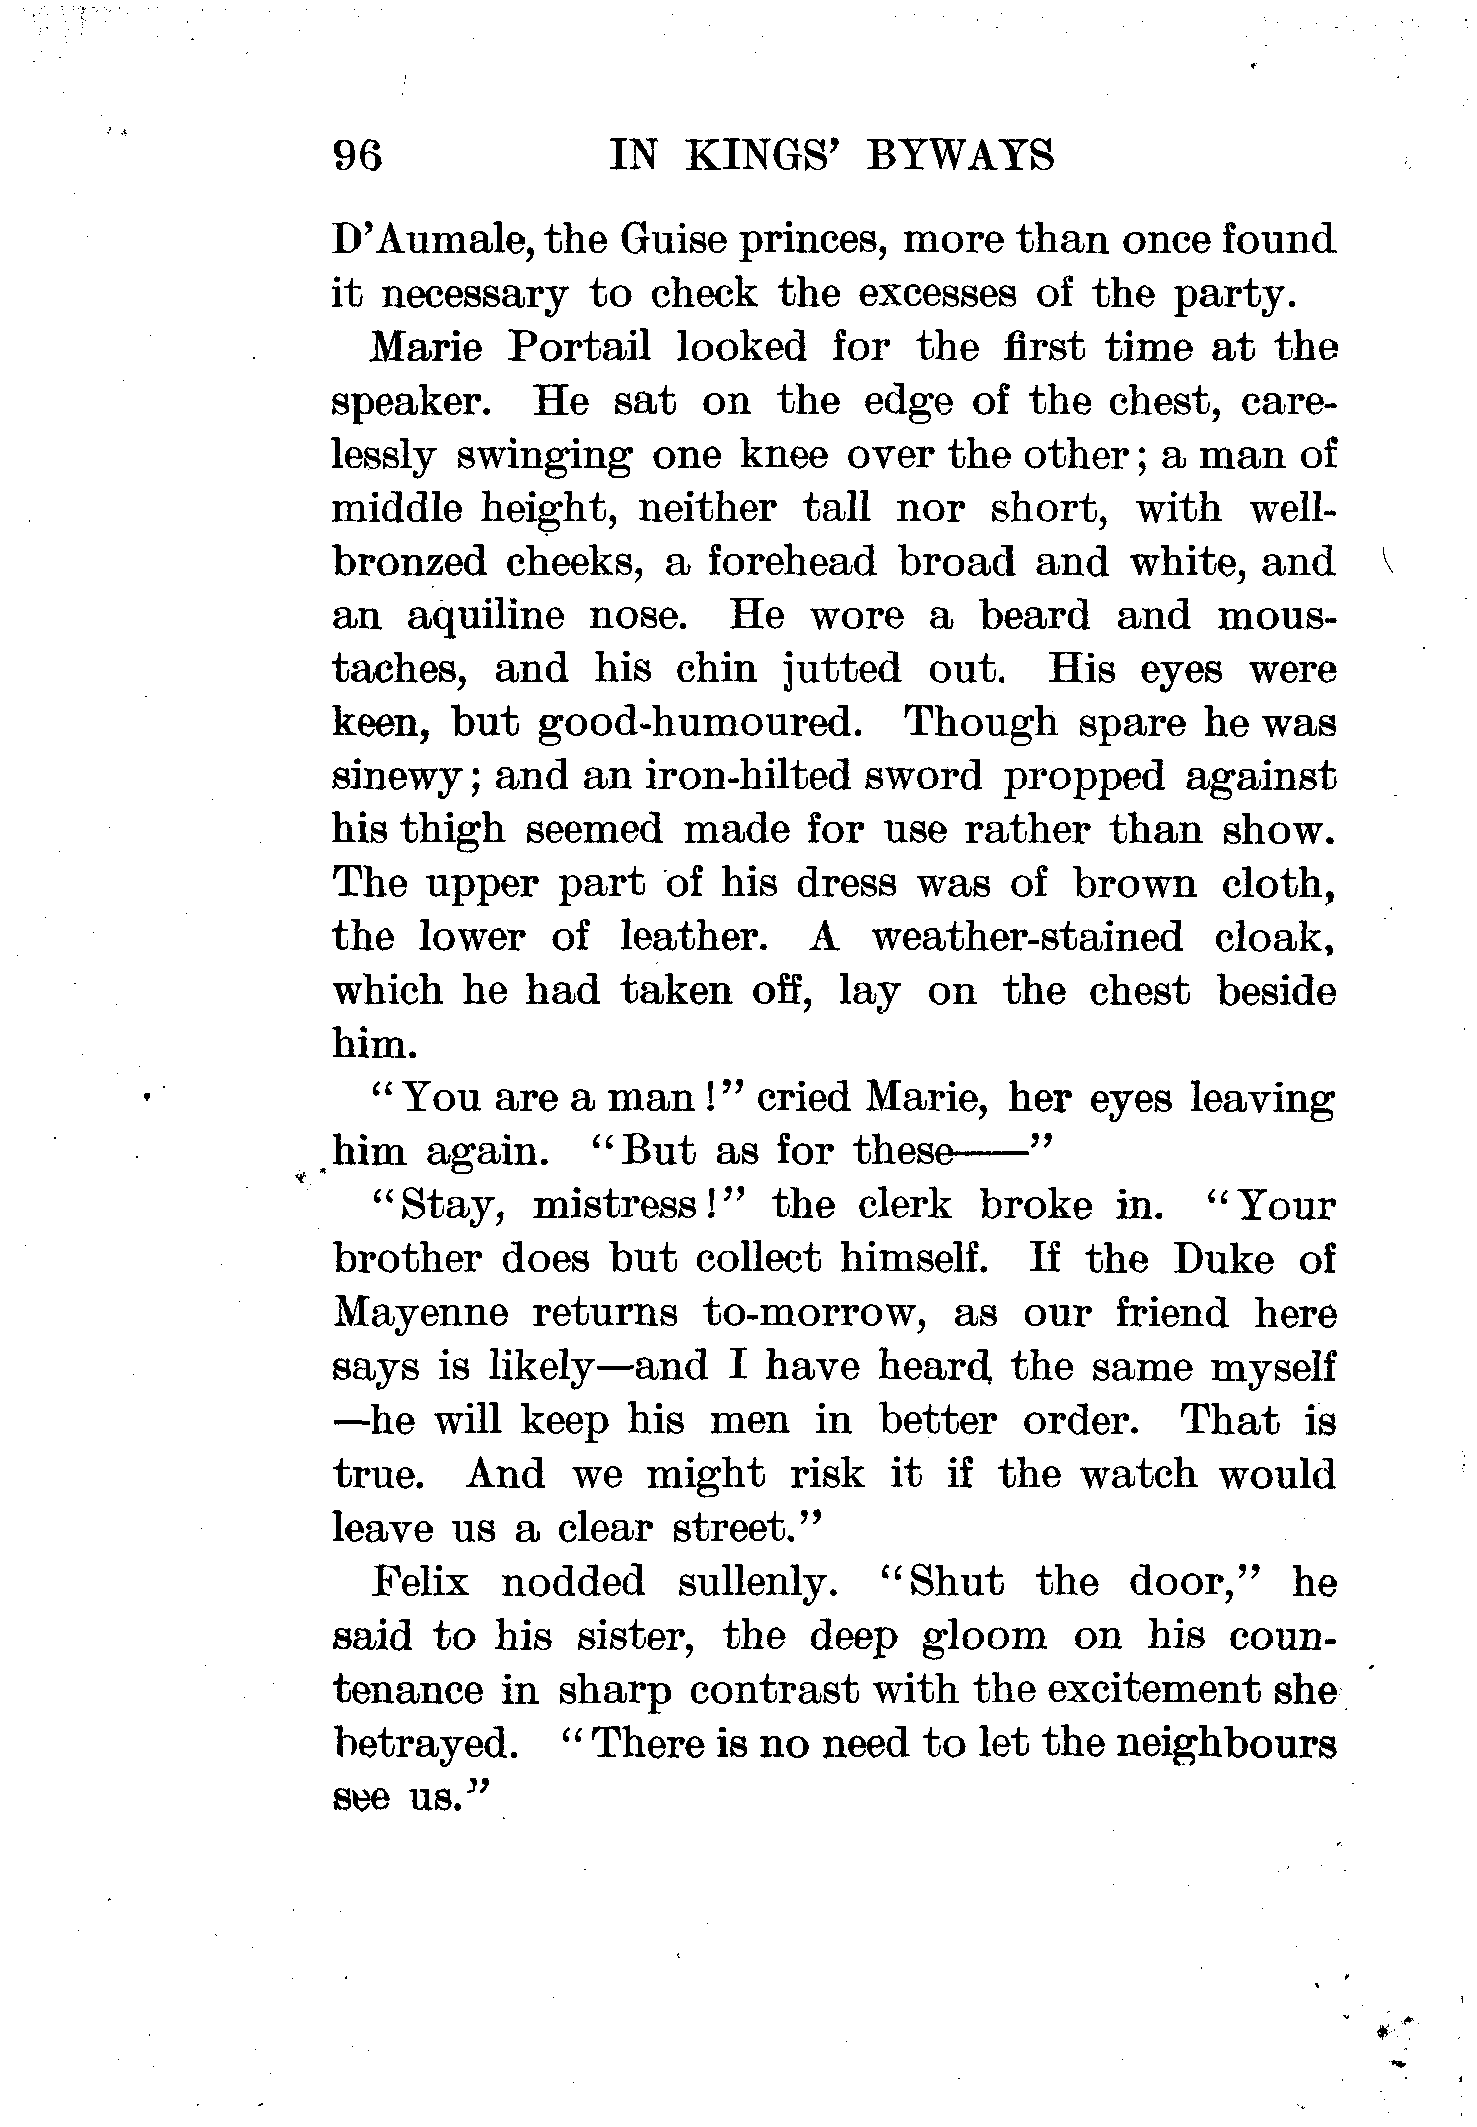 96 IN KINGS' BYWAYS
D'Aumale, the Guise princes, more than once found
it necessary to check the excesses of the party.
Marie Portail looked for the first time at the
speaker. He sat on the edge of the chest, care-
lessly swinging one knee over the other; a man of
middle height, neither tall nor short, with well-
bronzed cheeks, a forehead broad and white, and
an aquiline nose. He wore a beard and mous-
taches, and his chin jutted out. His eyes were
keen, but good-humoured. Though spare he was
sinewy; and an iron-hilted sword propped against
his thigh seemed made for use rather than show.
The upper part of his dress was of brown cloth,
the lower of leather. A weather-stained cloak,
which he had taken off, lay on the chest beside
him.
"You are a man!" cried Marie, her eyes leaving
him again. "But as for these——"
"Stay, mistress!" the clerk broke in. "Your
brother does but collect himself. If the Duke of
Mayenne returns to-morrow, as our friend here
says is likely—and I have heard the same myself
—he will keep his men in better order. That is
true. And we might risk it if the watch would
leave us a clear street."
Felix nodded sullenly. "Shut the door," he
said to his sister, the deep gloom on his coun-
tenance in sharp contrast with the excitement she
betrayed. "There is no need to let the neighbours
see us."